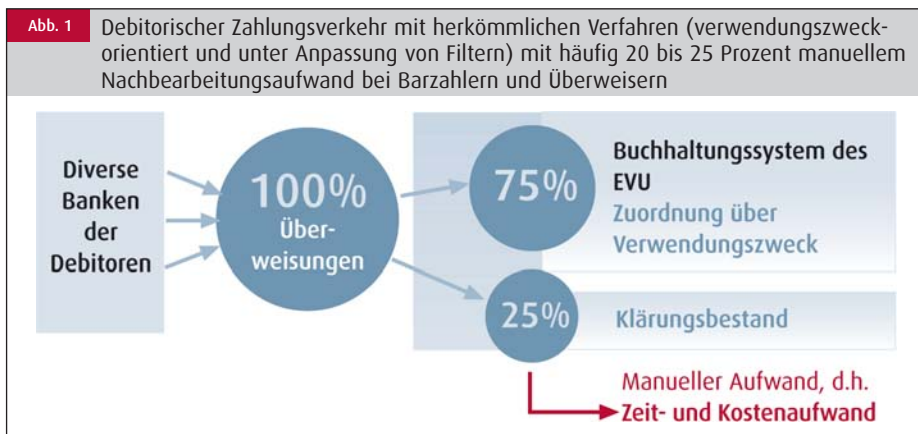 Abb. 1
Debitorischer Zahlungsverkehr mit herkömmlichen Verfahren (verwendungszweck-
orientiert und unter Anpassung von Filtern) mit häufig 20 bis 25 Prozent manuellem
Nachbearbeitungsaufwand bei Barzahlern und Überweisern
Diverse
Banken
der
Debitoren
100%
Über-
weisungen
75%
Buchhaltungssystem des
EVU
Zuordnung über
Verwendungszweck
25%
Klärungsbestand
Manueller Aufwand, d.h.
Zeit- und Kostenaufwand